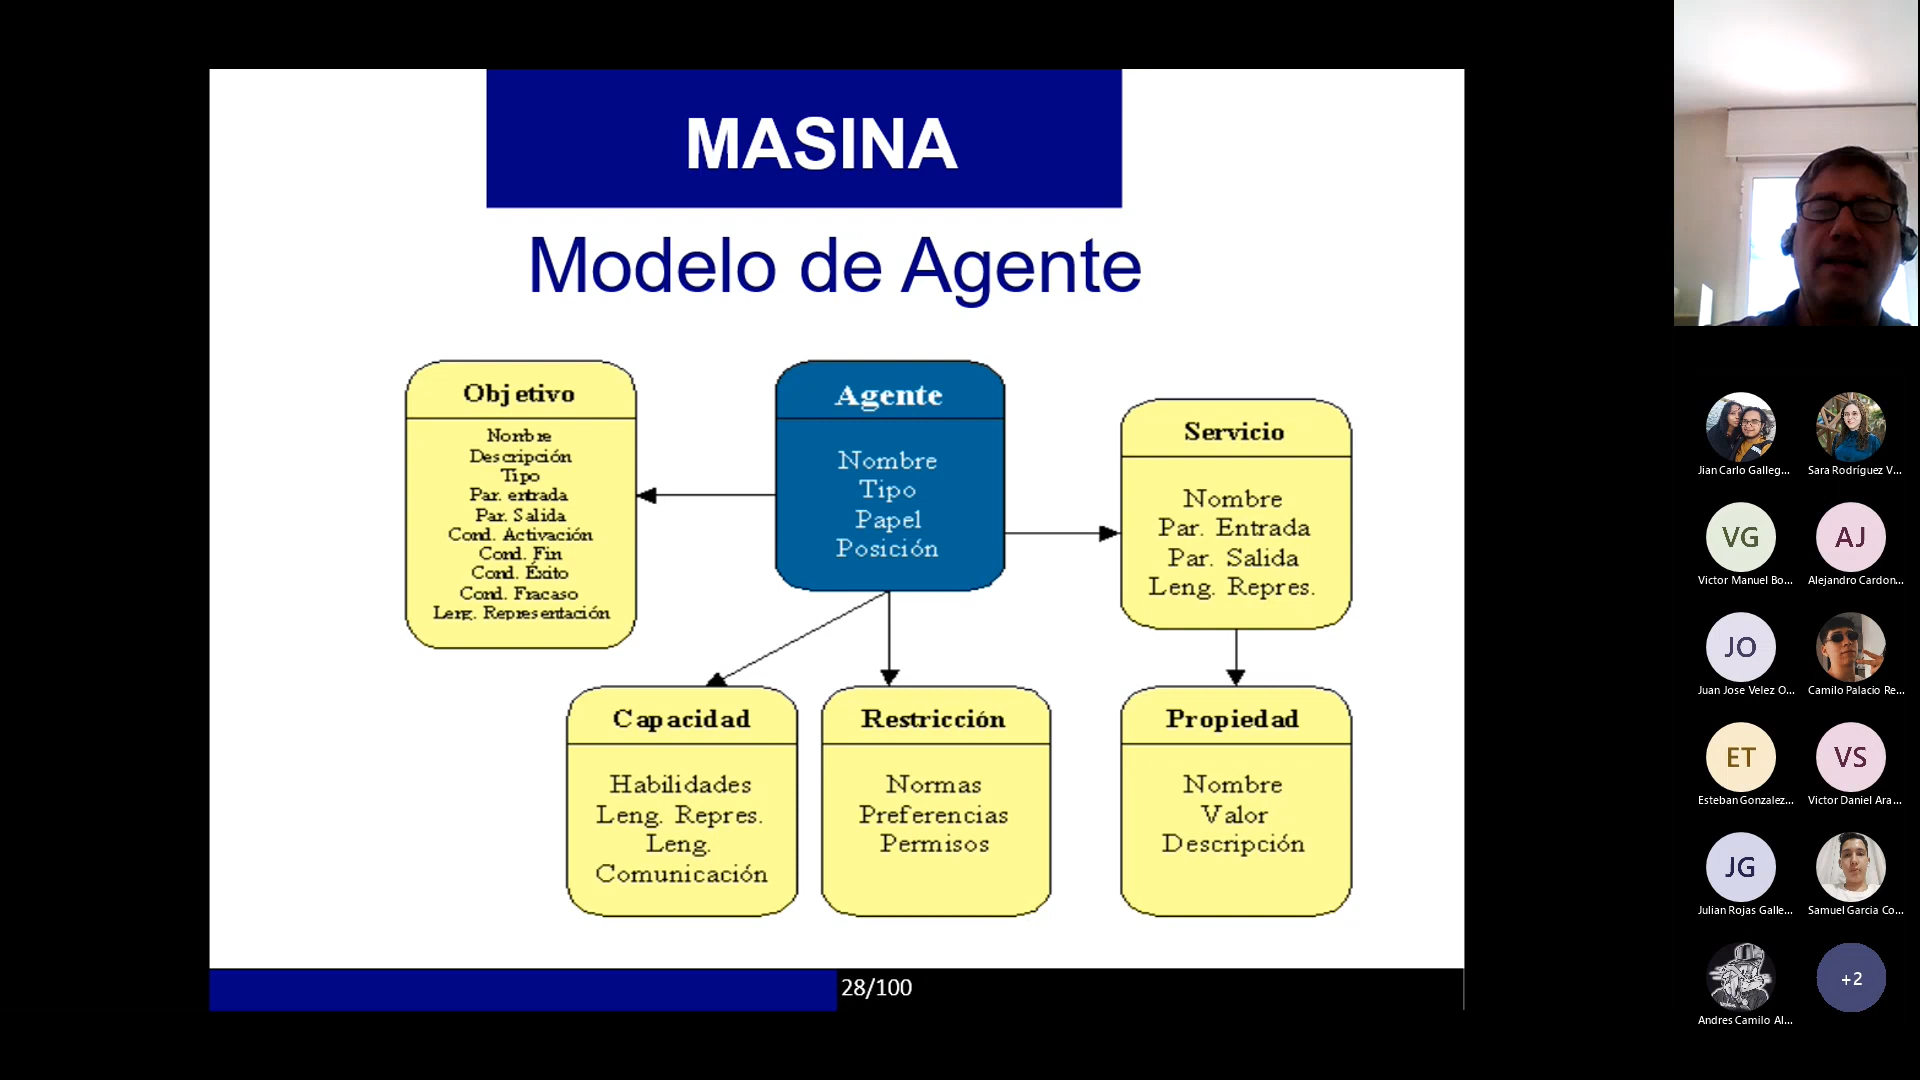 MASINA
Modelo de Agente
Objetivo
Nombre
Descripción
Tipo
Par. entrada
Par. Salida
Cond. Activación
Cond. Fin
Cond. Éxito
Cond. Fracaso
Leng. Representación
Agente
Nombre
Tipo
Papel
Posición
Servicio
Nombre
Par. Entrada
Par. Salida
Leng. Repres.
Capacidad
Habilidades
Leng. Repres.
Leng.
Comunicación
Restricción
Normas
Preferencias
Permisos
Propiedad
Nombre
Valor
Descripción
28/100
Jian Carlo Galleg...
Sara Rodríguez V...
VG
Victor Manuel Bo...
AJ
Alejandro Cardon...
JO
Juan Jose Velez O...
Camilo Palacio Re...
ET
Esteban Gonzalez...
VS
Victor Daniel Ara...
JG
Julian Rojas Galle...
Samuel Garcia Co...
Andres Camilo Al...
+2